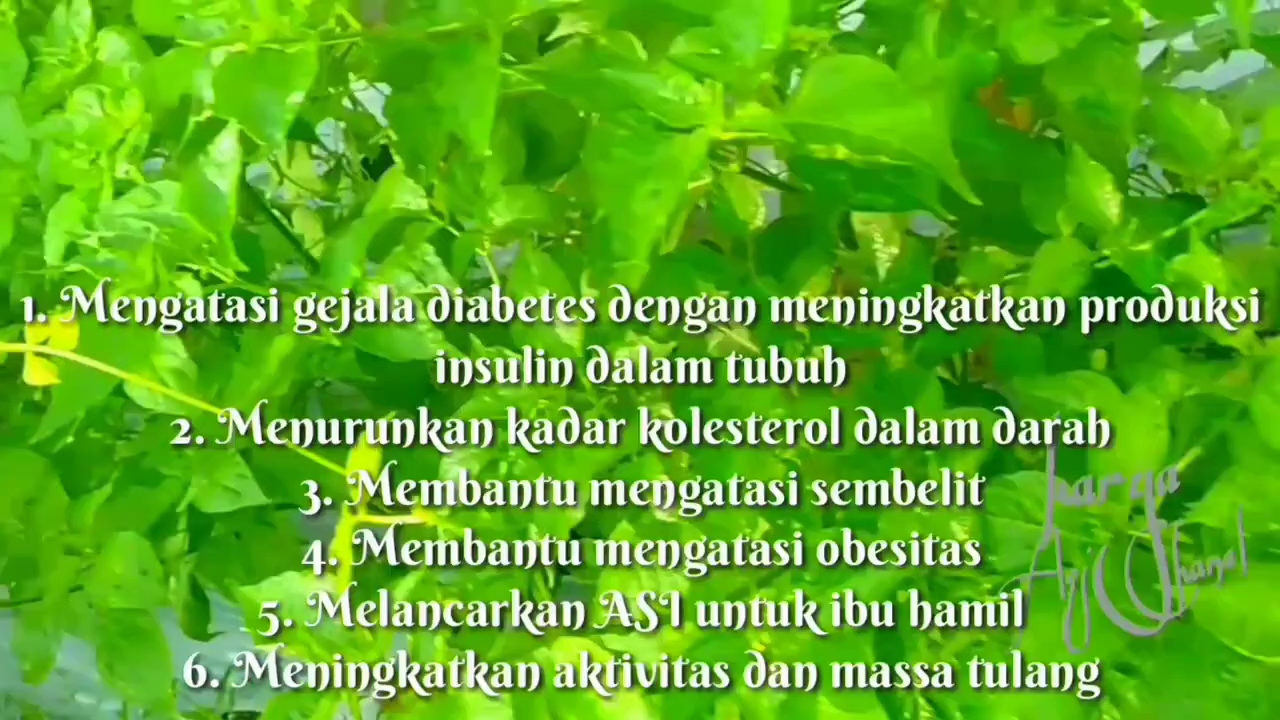 1. Mengatasi gejala diabetes dengan meningkatkan produksi
insulin dalam tubuh
2. Menurunkan kadar kolesterol dalam darah
3. Membantu mengatasi sembelit
4. Membantu mengatasi obesitas
5. Melancarkan ASI untuk ibu hamil
6. Meningkatkan aktivitas dan massa tulang